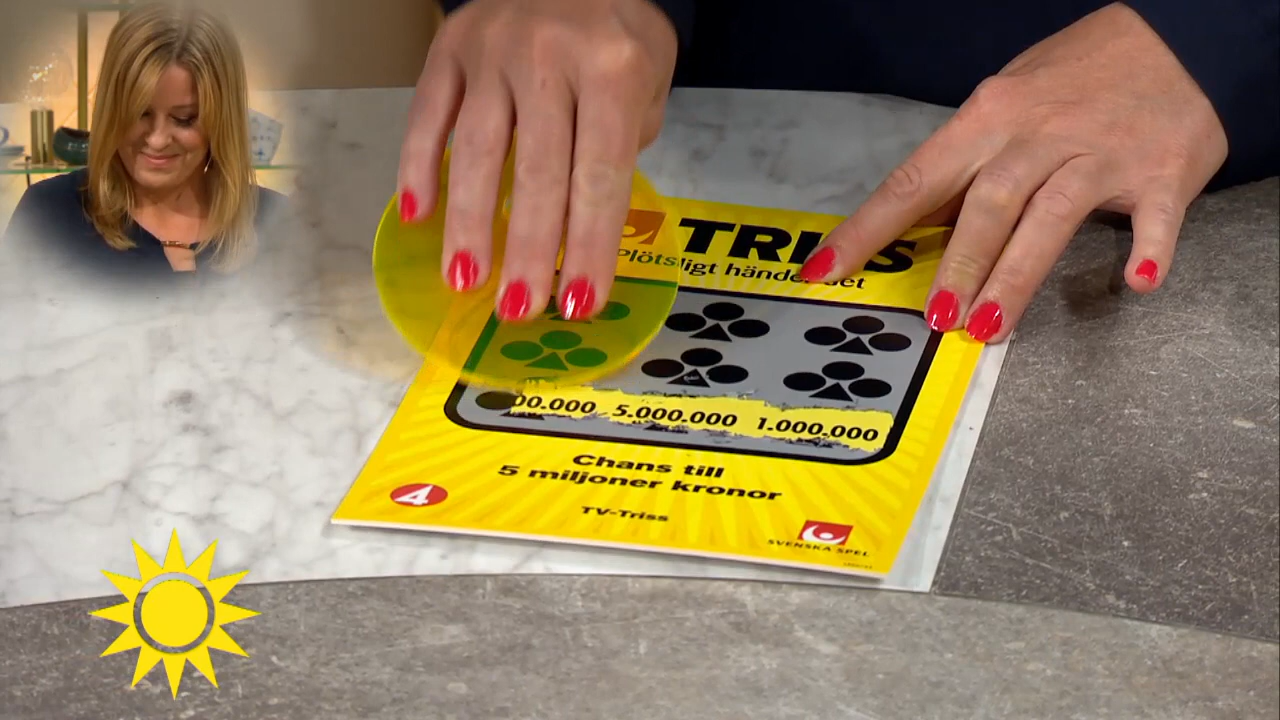 TRISS
Plötsligt händer det
00.000 5.000.000 1.000.000
Chans till
5 miljoner kronor
4
TV-Triss
SVENSKA SPEL